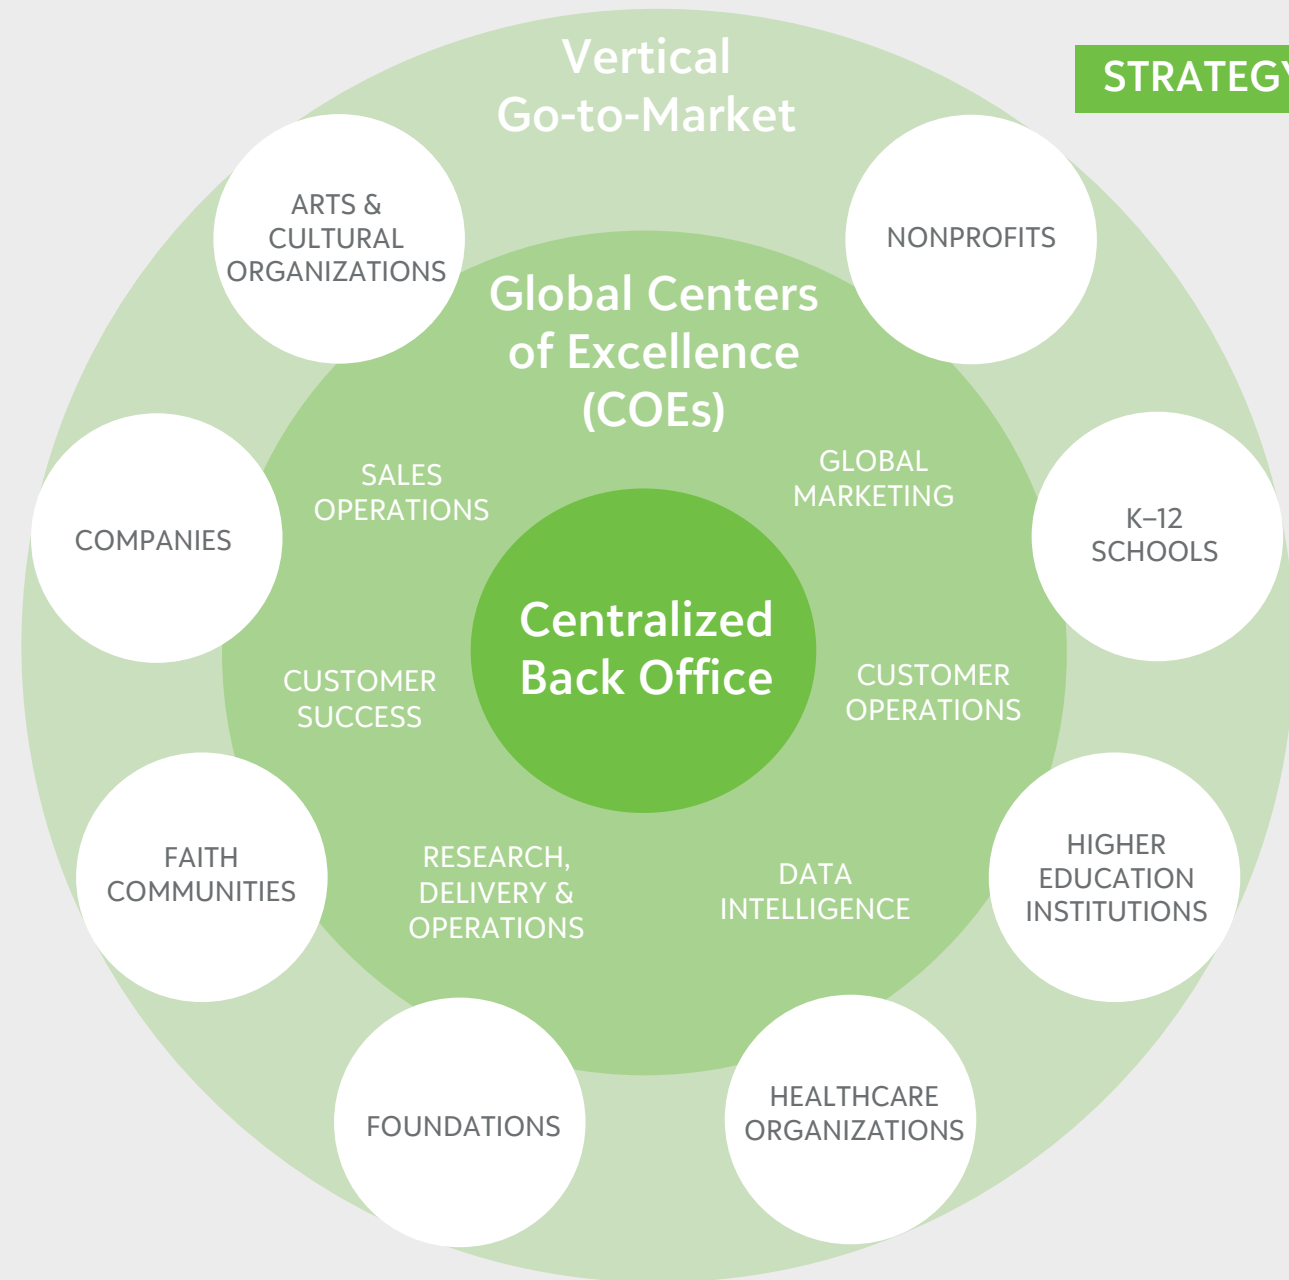 Vertical
Go-to-Market
STRATEGY
ARTS &
CULTURAL
ORGANIZATIONS
NONPROFITS
Global Centers
of Excellence
(COEs)
SALES
OPERATIONS
GLOBAL
MARKETING
COMPANIES
K–12
SCHOOLS
Centralized
Back Office
CUSTOMER
SUCCESS
CUSTOMER
OPERATIONS
FAITH
COMMUNITIES
RESEARCH,
DELIVERY &
OPERATIONS
DATA
INTELLIGENCE
HIGHER
EDUCATION
INSTITUTIONS
FOUNDATIONS
HEALTHCARE
ORGANIZATIONS